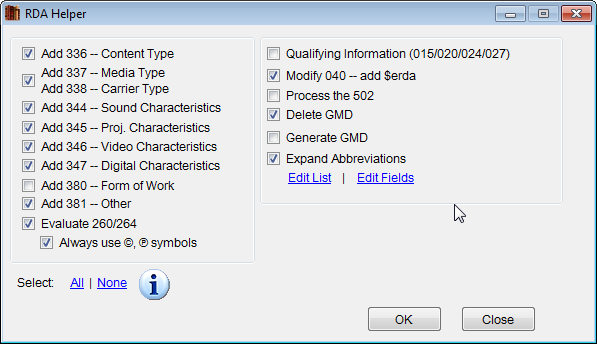 RDA Helper
Add 336 -- Content Type
Add 337 -- Media Type
Add 338 -- Carrier Type
Add 344 -- Sound Characteristics
Add 345 -- Proj. Characteristics
Add 346 -- Video Characteristics
Add 347 -- Digital Characteristics
Add 380 -- Form of Work
Add 381 -- Other
Evaluate 260/264
Always use ©, ℗ symbols
Qualifying Information (015/020/024/027)
Modify 040 -- add $erda
Process the 502
Delete GMD
Generate GMD
Expand Abbreviations
Edit List | Edit Fields
Select: All | None
OK Close